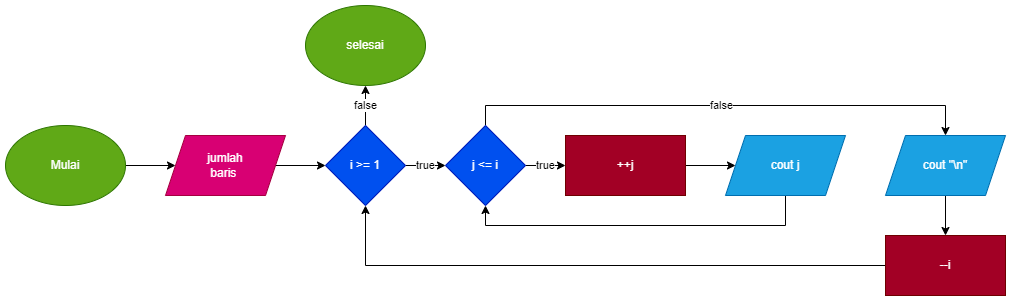 selesai
false
false
Mulai
jumlah
baris
i >= 1
true
j <= i
true
++j
cout j
cout "\n"
--i